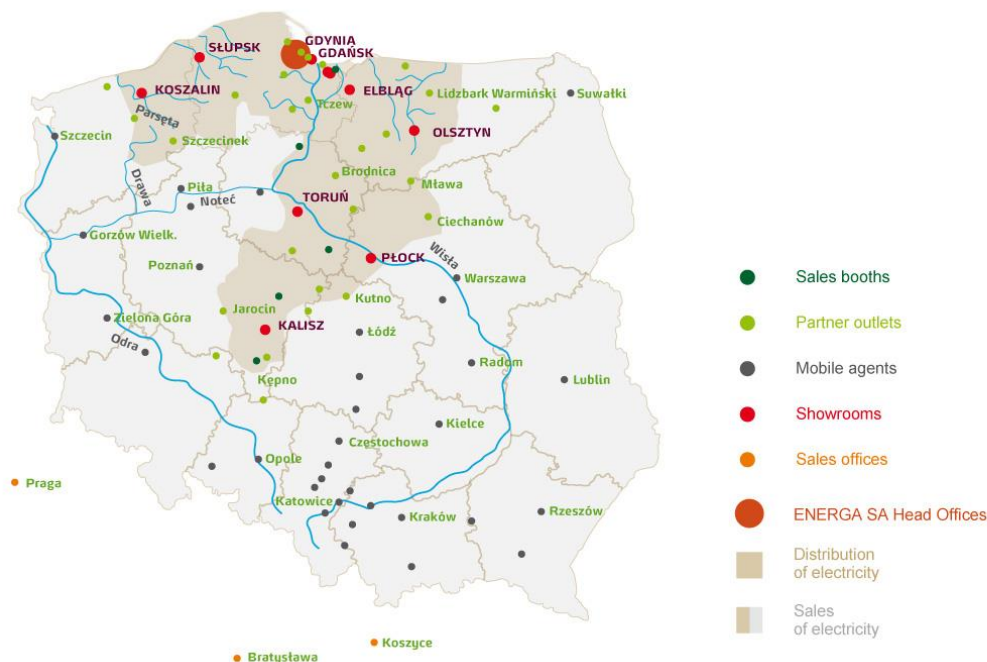 GDYNIA
GDAŃSK
SŁUPSK
KOSZALIN
ELBLĄG
Lidzbark Warmiński
Suwałki
Tczew
Parsęta
OLSZTYN
Szczecin
Szczecinek
Brodnica
Mława
Drawa
Piła
Noteć
TORUŃ
Ciechanów
Gorzów Wielk.
Wisła
PŁOCK
Poznań
Warszawa
Sales booths
Jarocin
Kutno
Zielona Góra
KALISZ
Łódź
Partner outlets
Odra
Radom
Mobile agents
Kępno
Lublin
Showrooms
Kielce
Częstochowa
Opole
Sales offices
Praga
Katowice
Kraków
Rzeszów
ENERGA SA Head Offices
Distribution
of electricity
Sales
of electricity
Koszyce
Bratysława